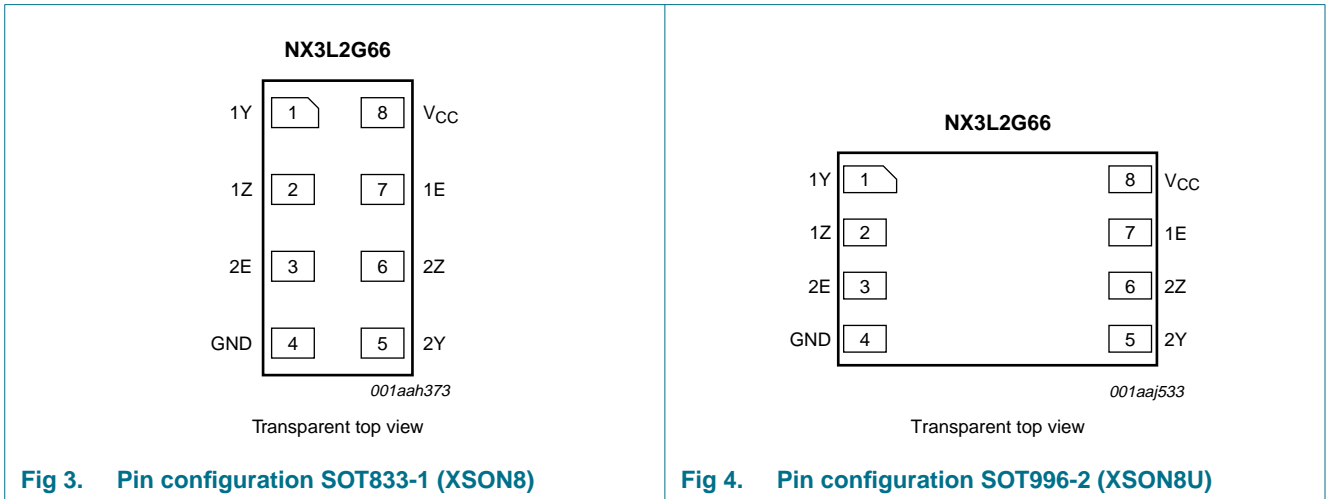 NX3L2G66
1Y 1 8 VCC
1Z 2 7 1E
2E 3 6 2Z
GND 4 5 2Y
001aah373
Transparent top view
Fig 3. Pin configuration SOT833-1 (XSON8)
NX3L2G66
1Y 1 8 VCC
1Z 2 7 1E
2E 3 6 2Z
GND 4 5 2Y
001aaj533
Transparent top view
Fig 4. Pin configuration SOT996-2 (XSON8U)